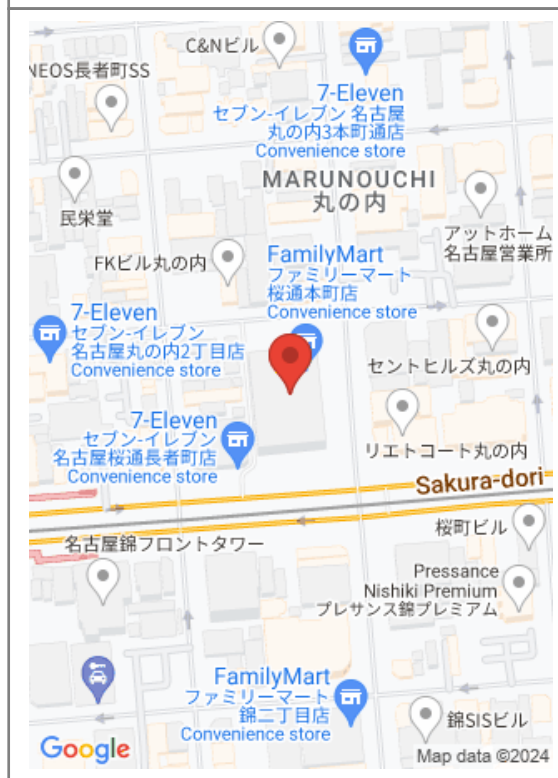 C&Nビル
NEOS長者町SS
7-Eleven
セブン-イレブン 名古屋
丸の内3本町通店
Convenience store
民栄堂
MARUNOUCHI
丸の内
アットホーム
名古屋営業所
FKビル丸の内
FamilyMart
ファミリーマート
桜通本町店
Convenience store
7-Eleven
セブン-イレブン
名古屋丸の内2丁目店
Convenience store
セントヒルズ丸の内
7-Eleven
セブン-イレブン
名古屋桜通長者町店
Convenience store
リエトコート丸の内
Sakura-dori
名古屋錦フロントタワー
桜町ビル
Pressance
Nishiki Premium
プレサンス錦プレミアム
FamilyMart
ファミリーマート
錦二丁目店
Convenience store
錦SISビル
Google
Map data ©2024